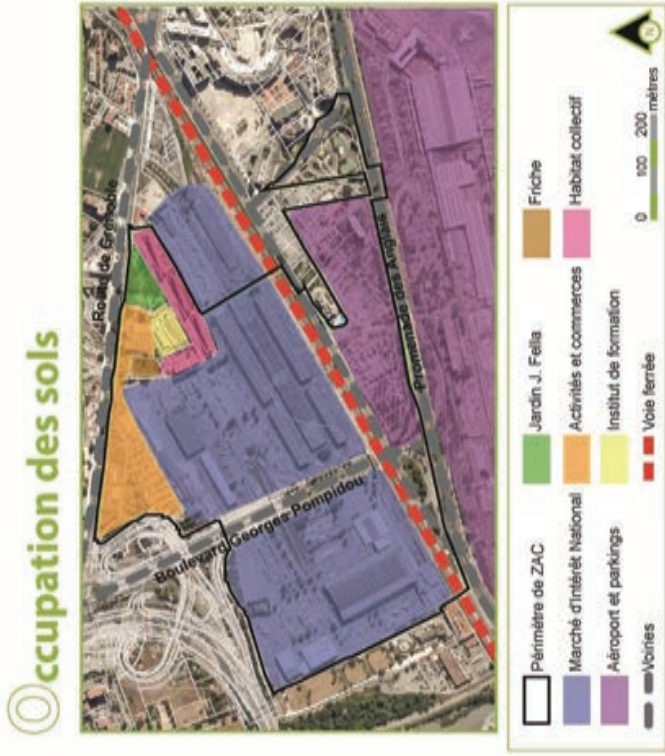 Occupation des sols
Route de Grenoble
Boulevard Georges Pompidou
Promenade des Anglais
Périmètre de ZAC
Jardin J. Fella
Friche
Marché d'Intérêt National
Activités et commerces
Habitat collectif
Aéroport et parkings
Institut de formation
Voiries
Voie ferrée
N
0 100 200
mètres